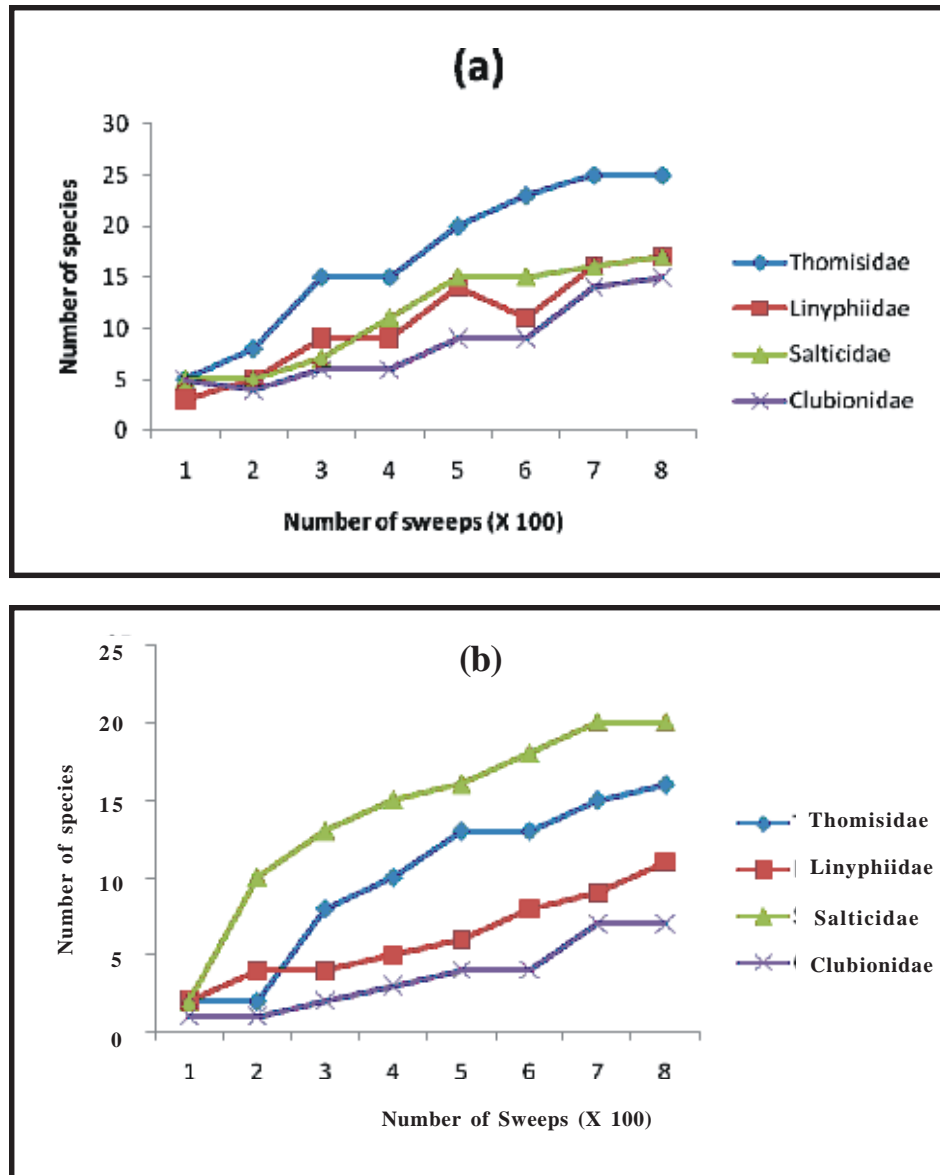 (a)
Number of species
30
25
20
15
10
5
0
1 2 3 4 5 6 7 8
Number of sweeps (X 100)
Thomisidae
Linyphiidae
Salticidae
Clubionidae
(b)
Number of species
25
20
15
10
5
0
1 2 3 4 5 6 7 8
Number of Sweeps (X 100)
Thomisidae
Linyphiidae
Salticidae
Clubionidae